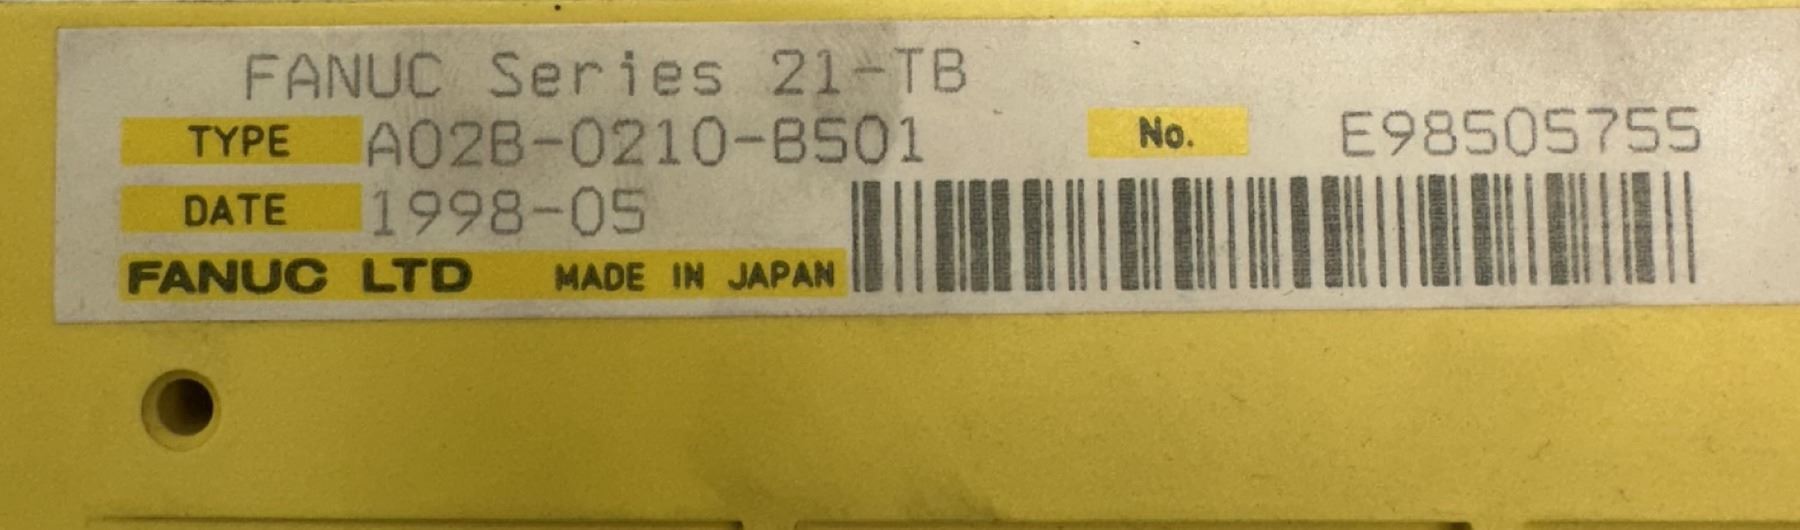 FANUC Series 21-TB
TYPE A02B-0210-B501 No. E98505755
DATE 1998-05
FANUC LTD MADE IN JAPAN